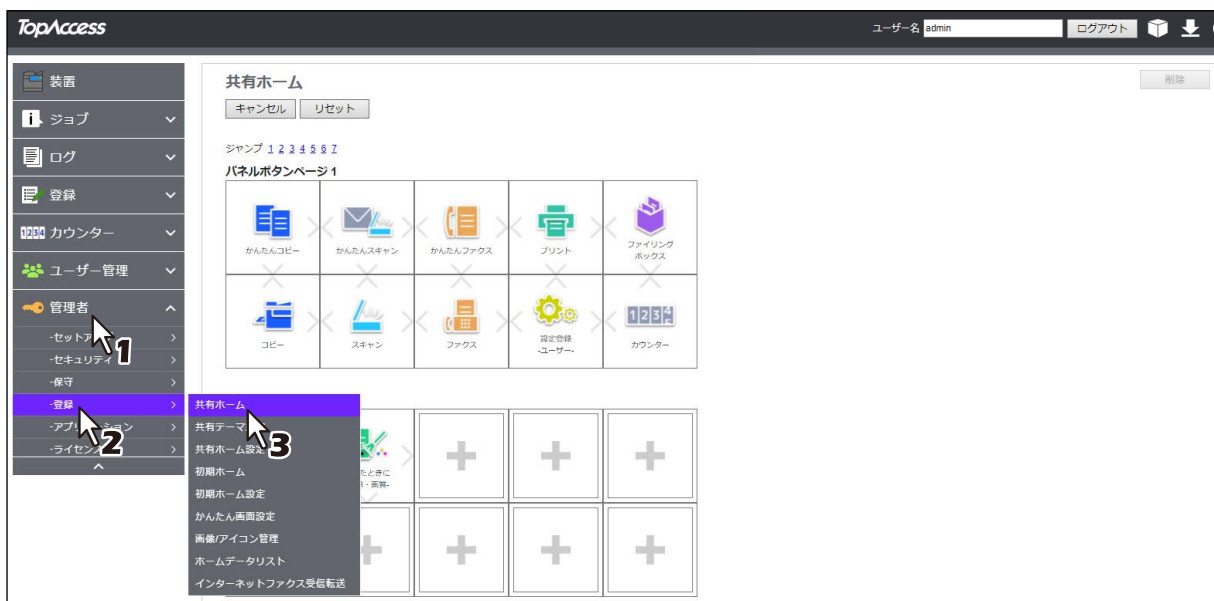 TopAccess
ユーザー名 admin ログアウト
装置
ジョブ
ログ
登録
カウンター
ユーザー管理
管理者
-セットア
1
-セキュリティ
-保守
-登録
2
-アプリ ション
-ライセンス
共有ホーム
3
共有テーマ
共有ホーム設定
初期ホーム
初期ホーム設定
かんたん画面設定
画像/アイコン管理
ホームデータリスト
インターネットファクス受信転送
共有ホーム
削除
キャンセル リセット
ジャンプ 1 2 3 4 5 6 7
パネルボタンページ 1
かんたんコピー かんたんスキャン かんたんファクス プリント ファイリング
ボックス
コピー スキャン ファクス 設定登録
-ユーザー-
カウンター
1234
たときに
・画質-